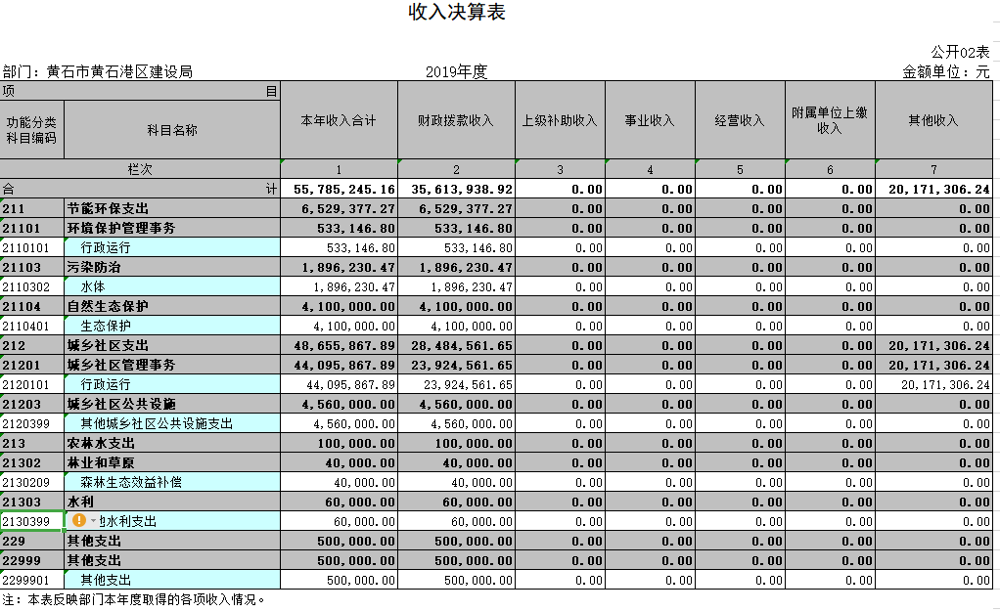 收入决算表
公开02表
部门：黄石市黄石港区建设局 2019年度 金额单位：元
项 目
功能分类科目编码 科目名称 本年收入合计 财政拨款收入 上级补助收入 事业收入 经营收入 附属单位上缴收入 其他收入
栏次 1 2 3 4 5 6 7
合 计 55,785,245.16 35,613,938.92 0.00 0.00 0.00 0.00 20,171,306.24
211 节能环保支出 6,529,377.27 6,529,377.27 0.00 0.00 0.00 0.00 0.00
21101 环境保护管理事务 533,146.80 533,146.80 0.00 0.00 0.00 0.00 0.00
2110101 行政运行 533,146.80 533,146.80 0.00 0.00 0.00 0.00 0.00
21103 污染防治 1,896,230.47 1,896,230.47 0.00 0.00 0.00 0.00 0.00
2110302 水体 1,896,230.47 1,896,230.47 0.00 0.00 0.00 0.00 0.00
21104 自然生态保护 4,100,000.00 4,100,000.00 0.00 0.00 0.00 0.00 0.00
2110401 生态保护 4,100,000.00 4,100,000.00 0.00 0.00 0.00 0.00 0.00
212 城乡社区支出 48,655,867.89 28,484,561.65 0.00 0.00 0.00 0.00 20,171,306.24
21201 城乡社区管理事务 44,095,867.89 23,924,561.65 0.00 0.00 0.00 0.00 20,171,306.24
2120101 行政运行 44,095,867.89 23,924,561.65 0.00 0.00 0.00 0.00 20,171,306.24
21203 城乡社区公共设施 4,560,000.00 4,560,000.00 0.00 0.00 0.00 0.00 0.00
2120399 其他城乡社区公共设施支出 4,560,000.00 4,560,000.00 0.00 0.00 0.00 0.00 0.00
213 农林水支出 100,000.00 100,000.00 0.00 0.00 0.00 0.00 0.00
21302 林业和草原 40,000.00 40,000.00 0.00 0.00 0.00 0.00 0.00
2130209 森林生态效益补偿 40,000.00 40,000.00 0.00 0.00 0.00 0.00 0.00
21303 水利 60,000.00 60,000.00 0.00 0.00 0.00 0.00 0.00
2130399 水利支出 60,000.00 60,000.00 0.00 0.00 0.00 0.00 0.00
229 其他支出 500,000.00 500,000.00 0.00 0.00 0.00 0.00 0.00
22999 其他支出 500,000.00 500,000.00 0.00 0.00 0.00 0.00 0.00
2299901 其他支出 500,000.00 500,000.00 0.00 0.00 0.00 0.00 0.00
注：本表反映部门本年度取得的各项收入情况。